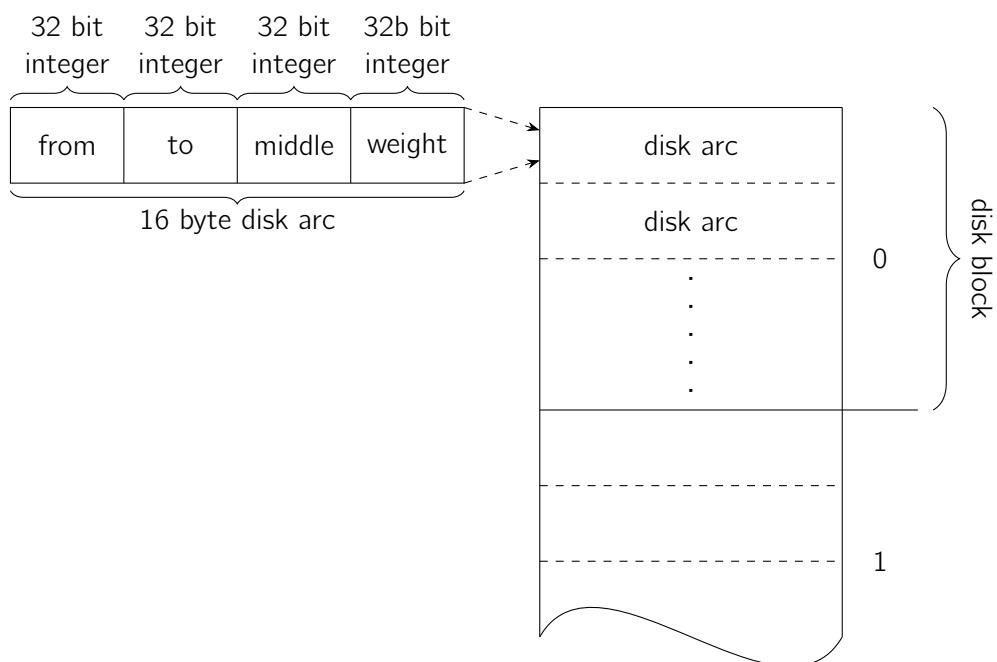 32 bit
integer
32 bit
integer
32 bit
integer
32b bit
integer
from
to
middle
weight
16 byte disk arc
disk arc
disk arc
0
disk block
1